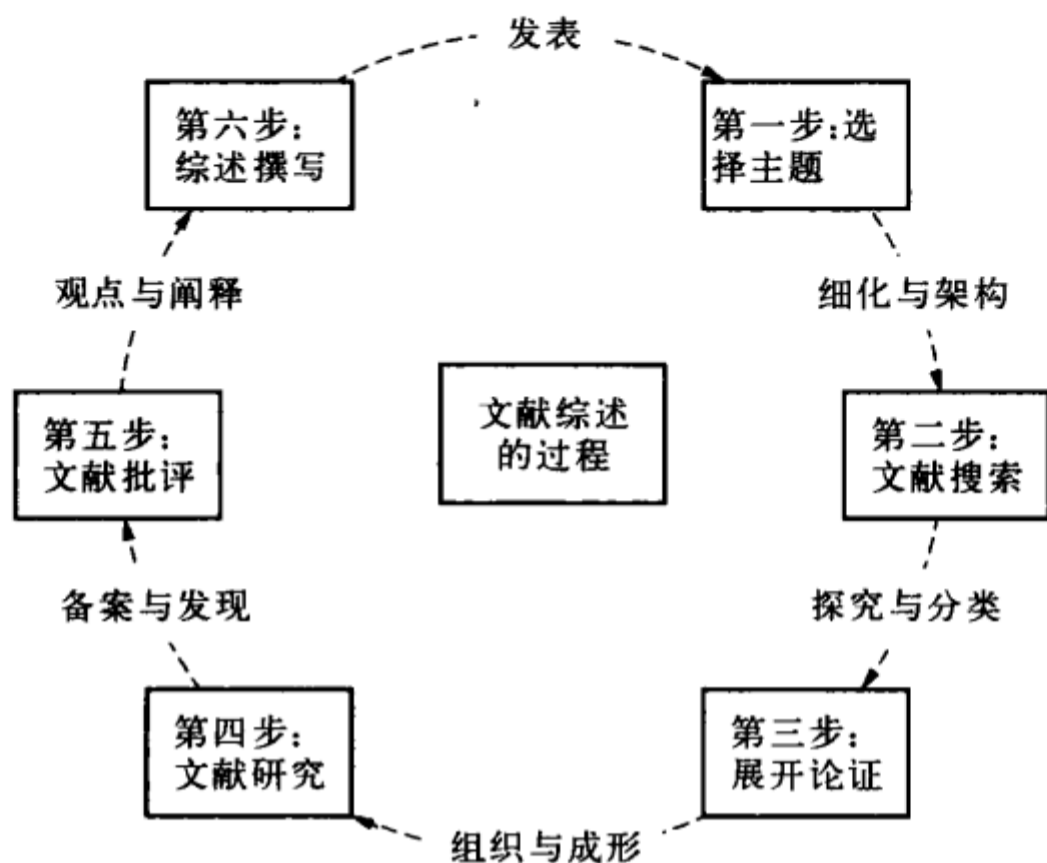 发表
第六步：
综述撰写
第一步：选
择主题
观点与阐释
细化与架构
文献综述
的过程
第五步：
文献批评
第二步：
文献搜索
备案与发现
探究与分类
第四步：
文献研究
第三步：
展开论证
组织与成形